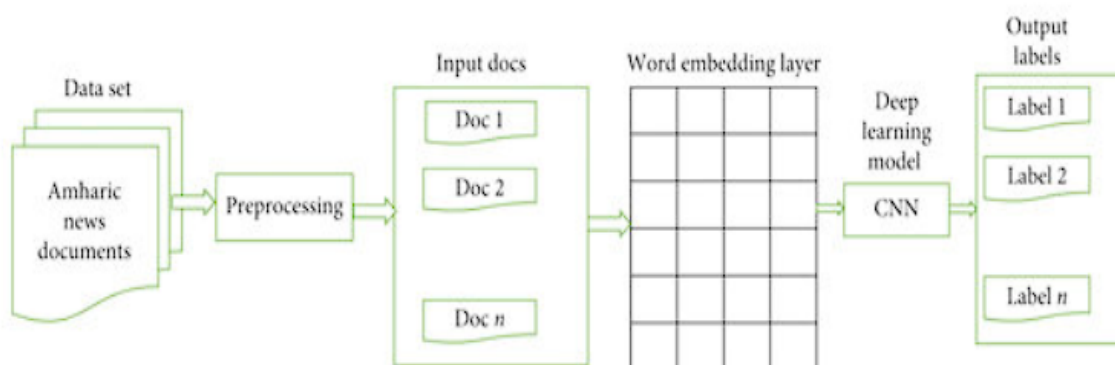 Data set
Amharic
news
documents
Preprocessing
Input docs
Doc 1
Doc 2
Doc n
Word embedding layer
Deep
learning
model
CNN
Output
labels
Label 1
Label 2
Label n